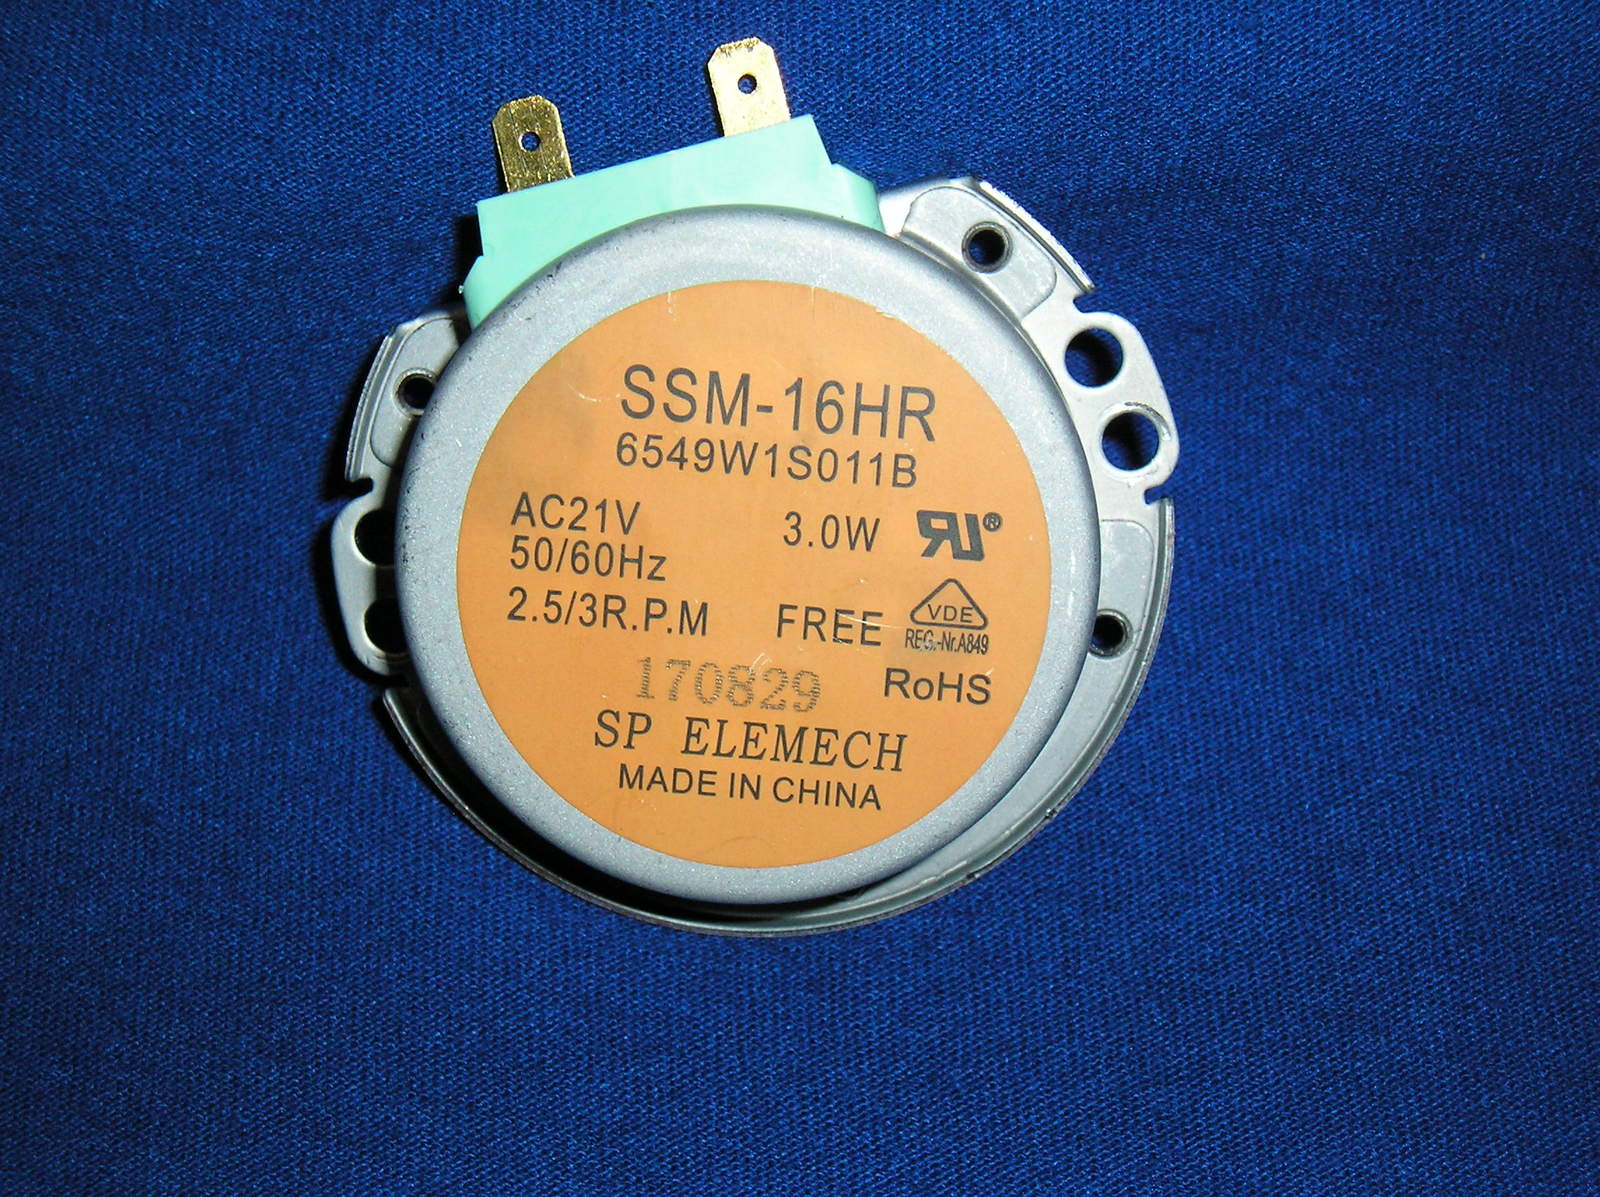 SSM-16HR
6549W1S011B
AC21V 3.0W RU®
50/60Hz
2.5/3R.P.M FREE VDE
REG.-Nr.A849
170829 RoHS
SP ELEMECH
MADE IN CHINA